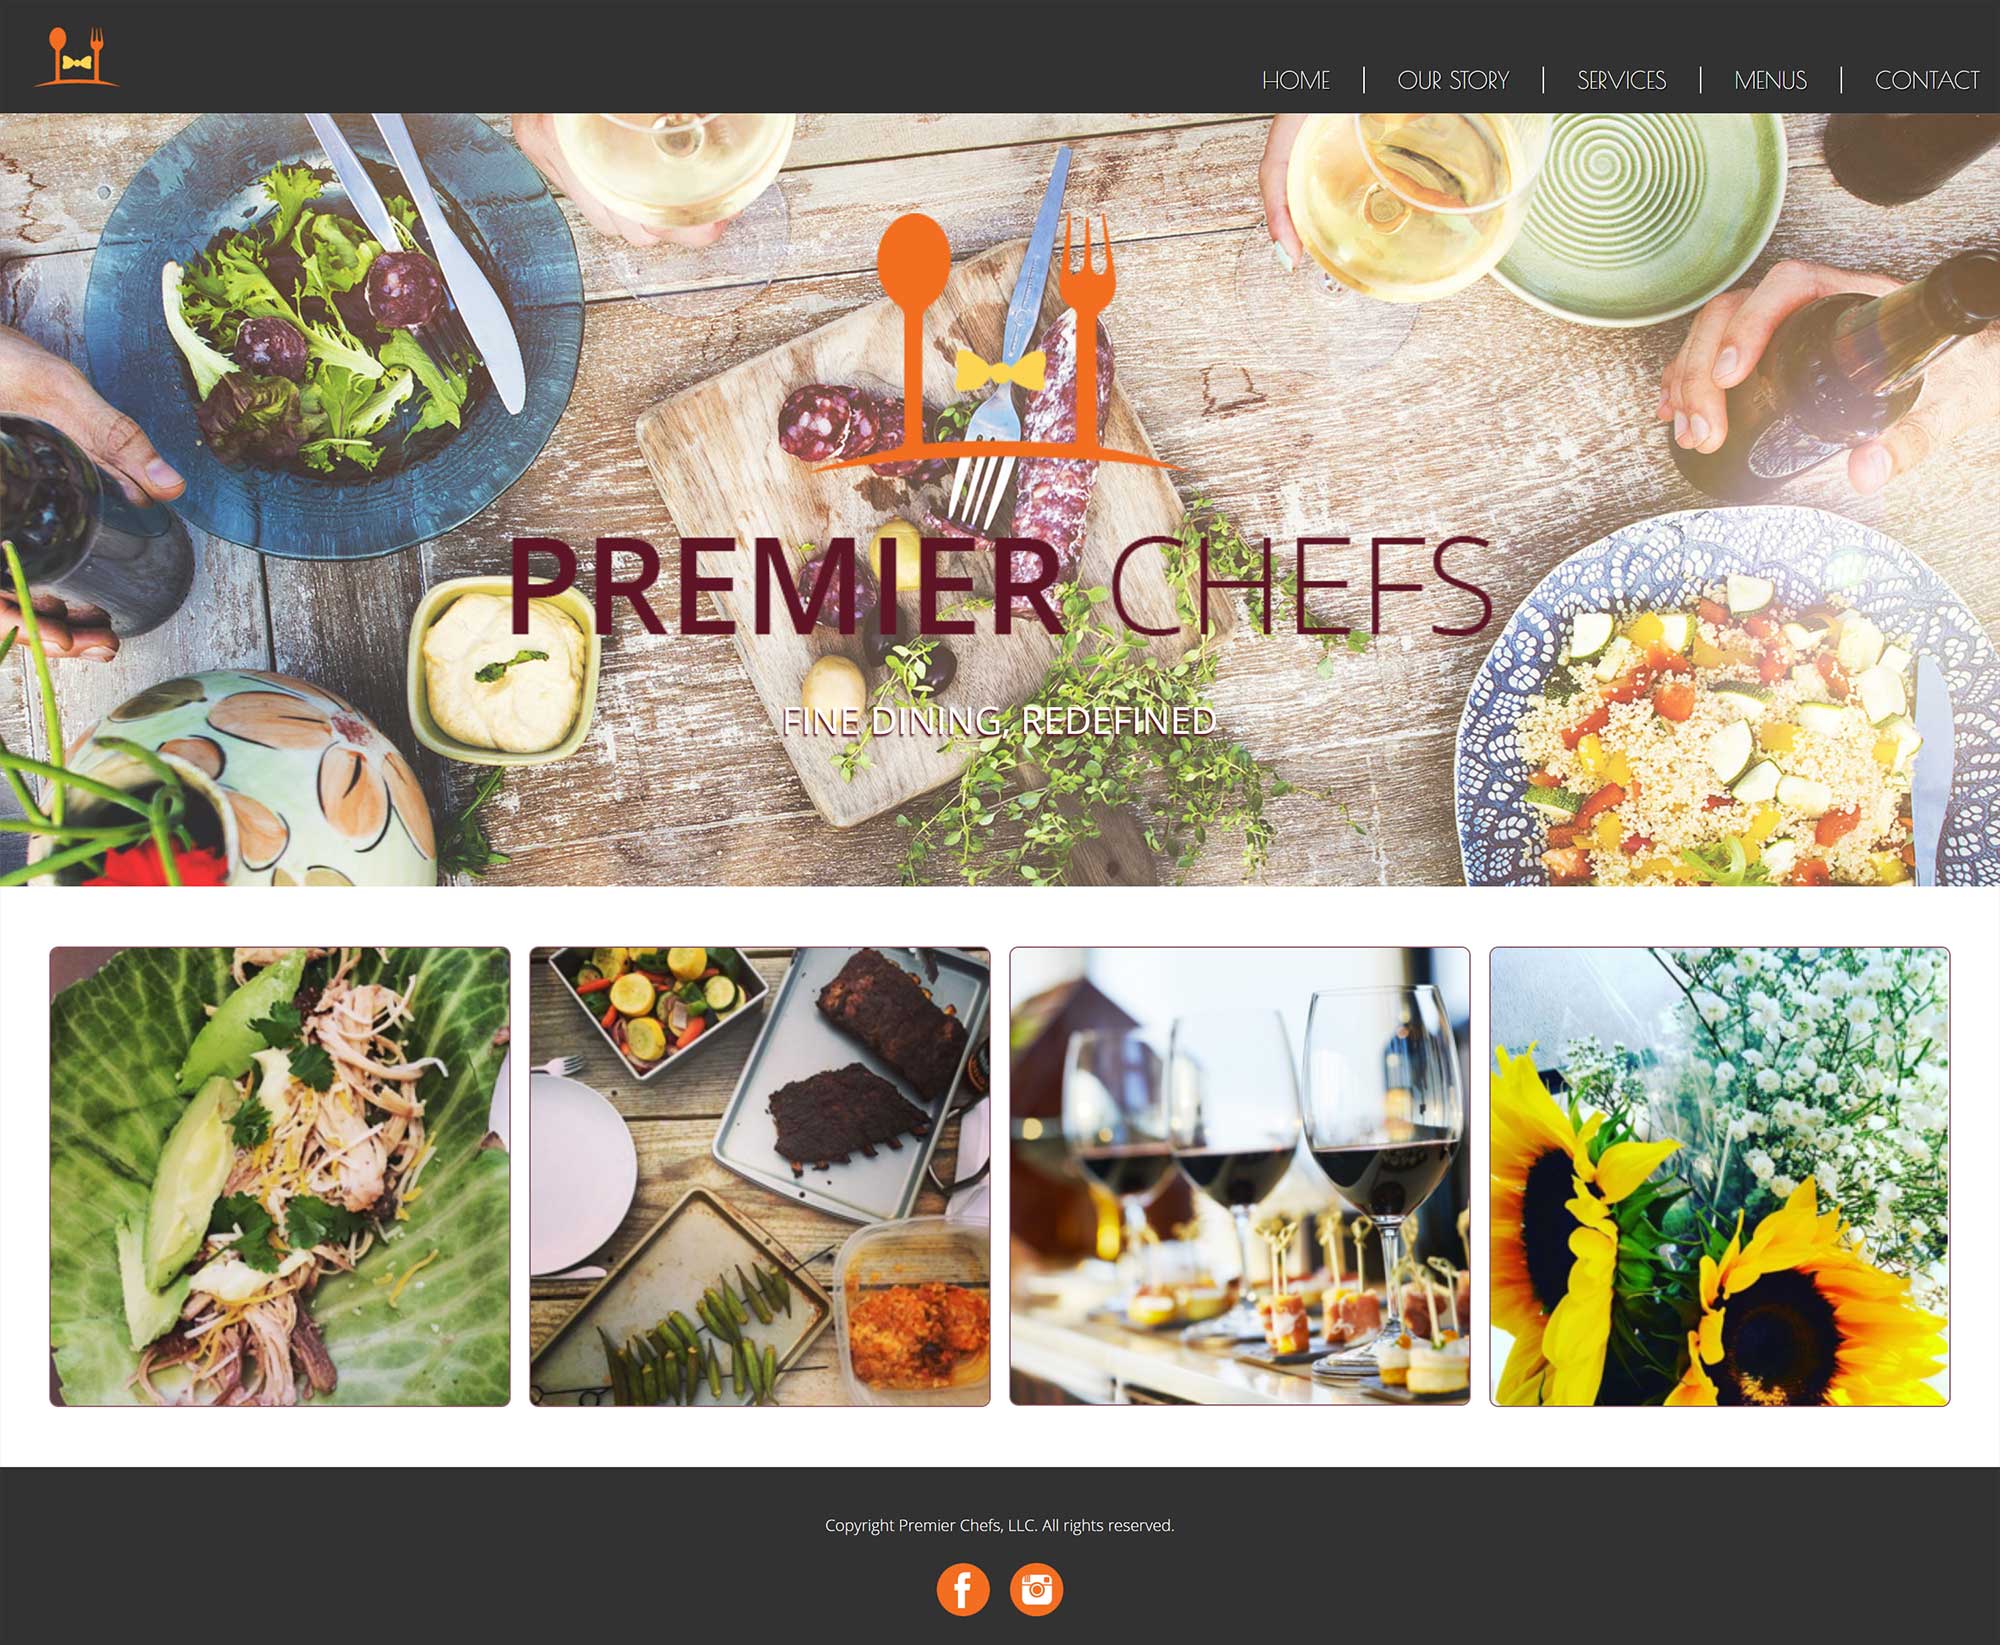 HOME | OUR STORY | SERVICES | MENUS | CONTACT
PREMIER CHEFS
FINE DINING, REDEFINED
Copyright Premier Chefs, LLC. All rights reserved.